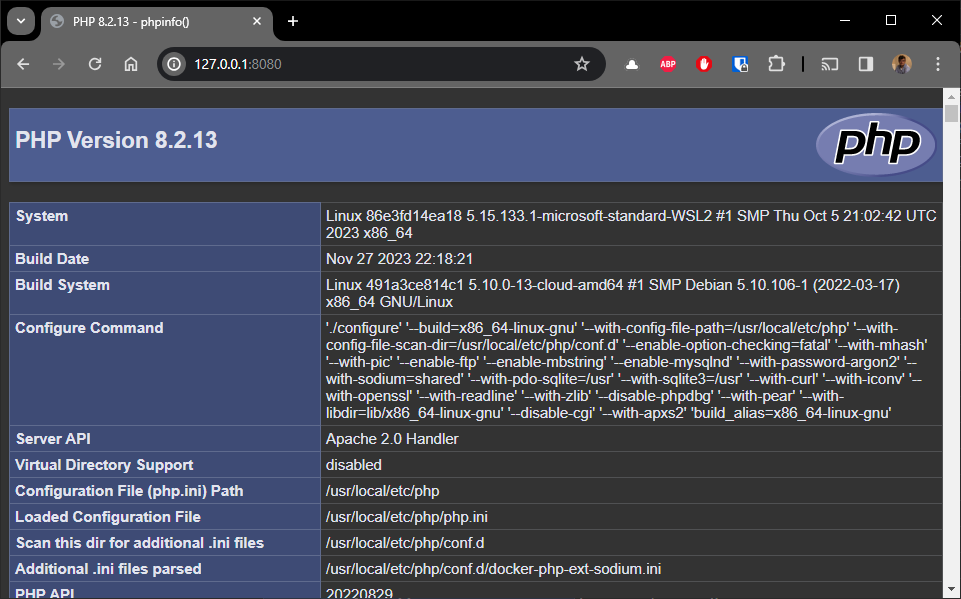 PHP 8.2.13 - phpinfo()
127.0.0.1:8080
ABP
PHP Version 8.2.13
php
System
Linux 86e3fd14ea18 5.15.133.1-microsoft-standard-WSL2 #1 SMP Thu Oct 5 21:02:42 UTC
2023 x86_64
Build Date
Nov 27 2023 22:18:21
Build System
Linux 491a3ce814c1 5.10.0-13-cloud-amd64 #1 SMP Debian 5.10.106-1 (2022-03-17)
x86_64 GNU/Linux
Configure Command
'./configure' '--build=x86_64-linux-gnu' '--with-config-file-path=/usr/local/etc/php' '--with-
config-file-scan-dir=/usr/local/etc/php/conf.d' '--enable-option-checking=fatal' '--with-mhash'
'--with-pic' '--enable-ftp' '--enable-mbstring' '--enable-mysqlnd' '--with-password-argon2' '--
with-sodium=shared' '--with-pdo-sqlite=/usr' '--with-sqlite3=/usr' '--with-curl' '--with-iconv' '--
with-openssl' '--with-readline' '--with-zlib' '--disable-phpdbg' '--with-pear' '--with-
libdir=lib/x86_64-linux-gnu' '--disable-cgi' '--with-apxs2' 'build_alias=x86_64-linux-gnu'
Server API
Apache 2.0 Handler
Virtual Directory Support
disabled
Configuration File (php.ini) Path
/usr/local/etc/php
Loaded Configuration File
/usr/local/etc/php/php.ini
Scan this dir for additional .ini files
/usr/local/etc/php/conf.d
Additional .ini files parsed
/usr/local/etc/php/conf.d/docker-php-ext-sodium.ini
PHP API
20220829